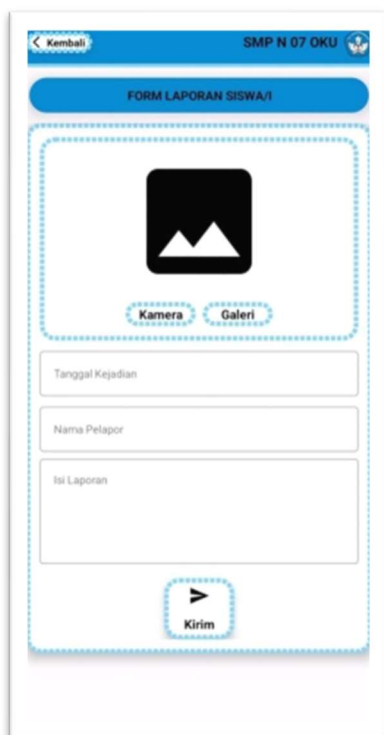 Kembali SMP N 07 OKU
FORM LAPORAN SISWA/I
Kamera Galeri
Tanggal Kejadian
Nama Pelapor
Isi Laporan
Kirim